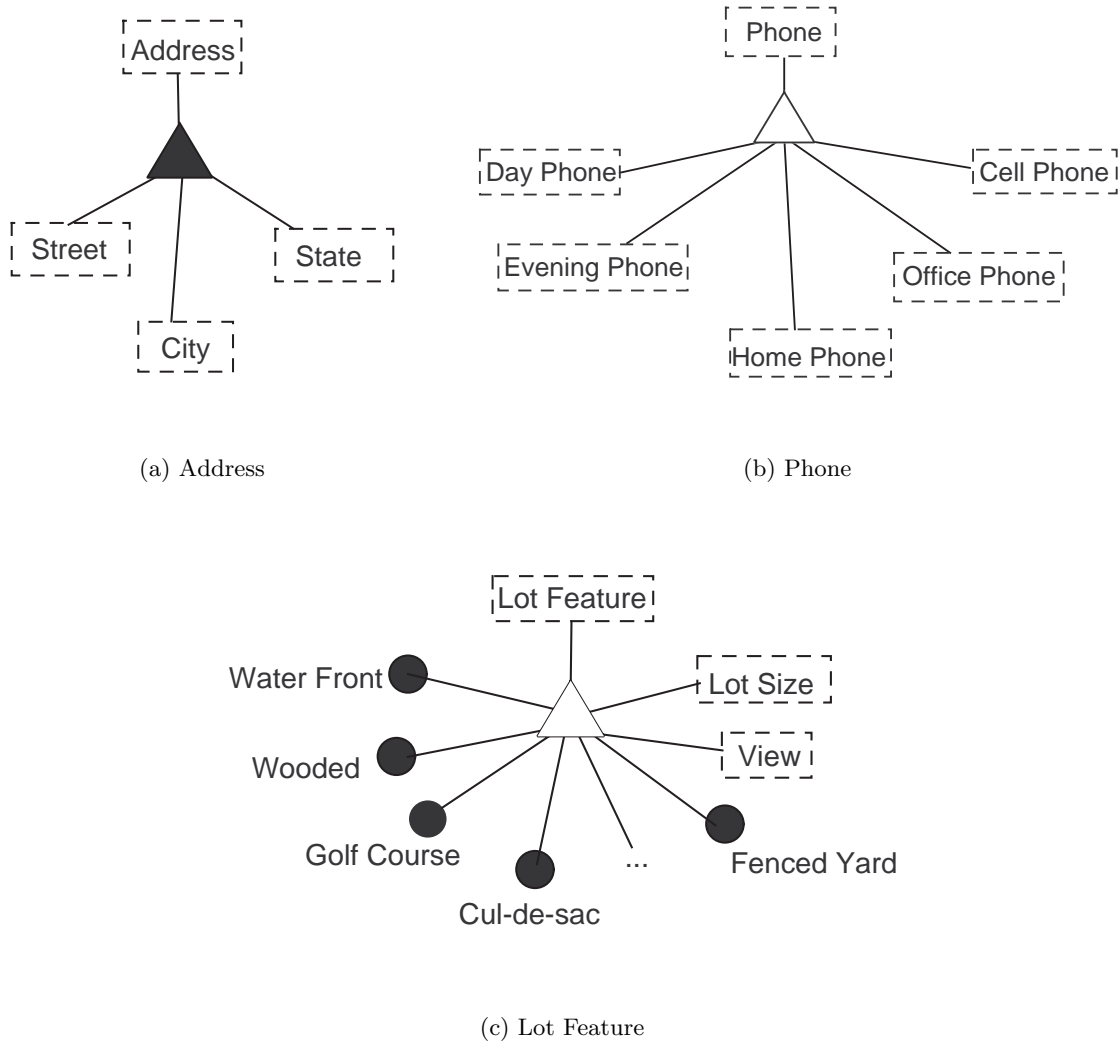 Address
Street
State
City
(a) Address
Phone
Day Phone
Cell Phone
Evening Phone
Office Phone
Home Phone
(b) Phone
Lot Feature
Water Front
Lot Size
Wooded
View
Golf Course
...
Fenced Yard
Cul-de-sac
(c) Lot Feature